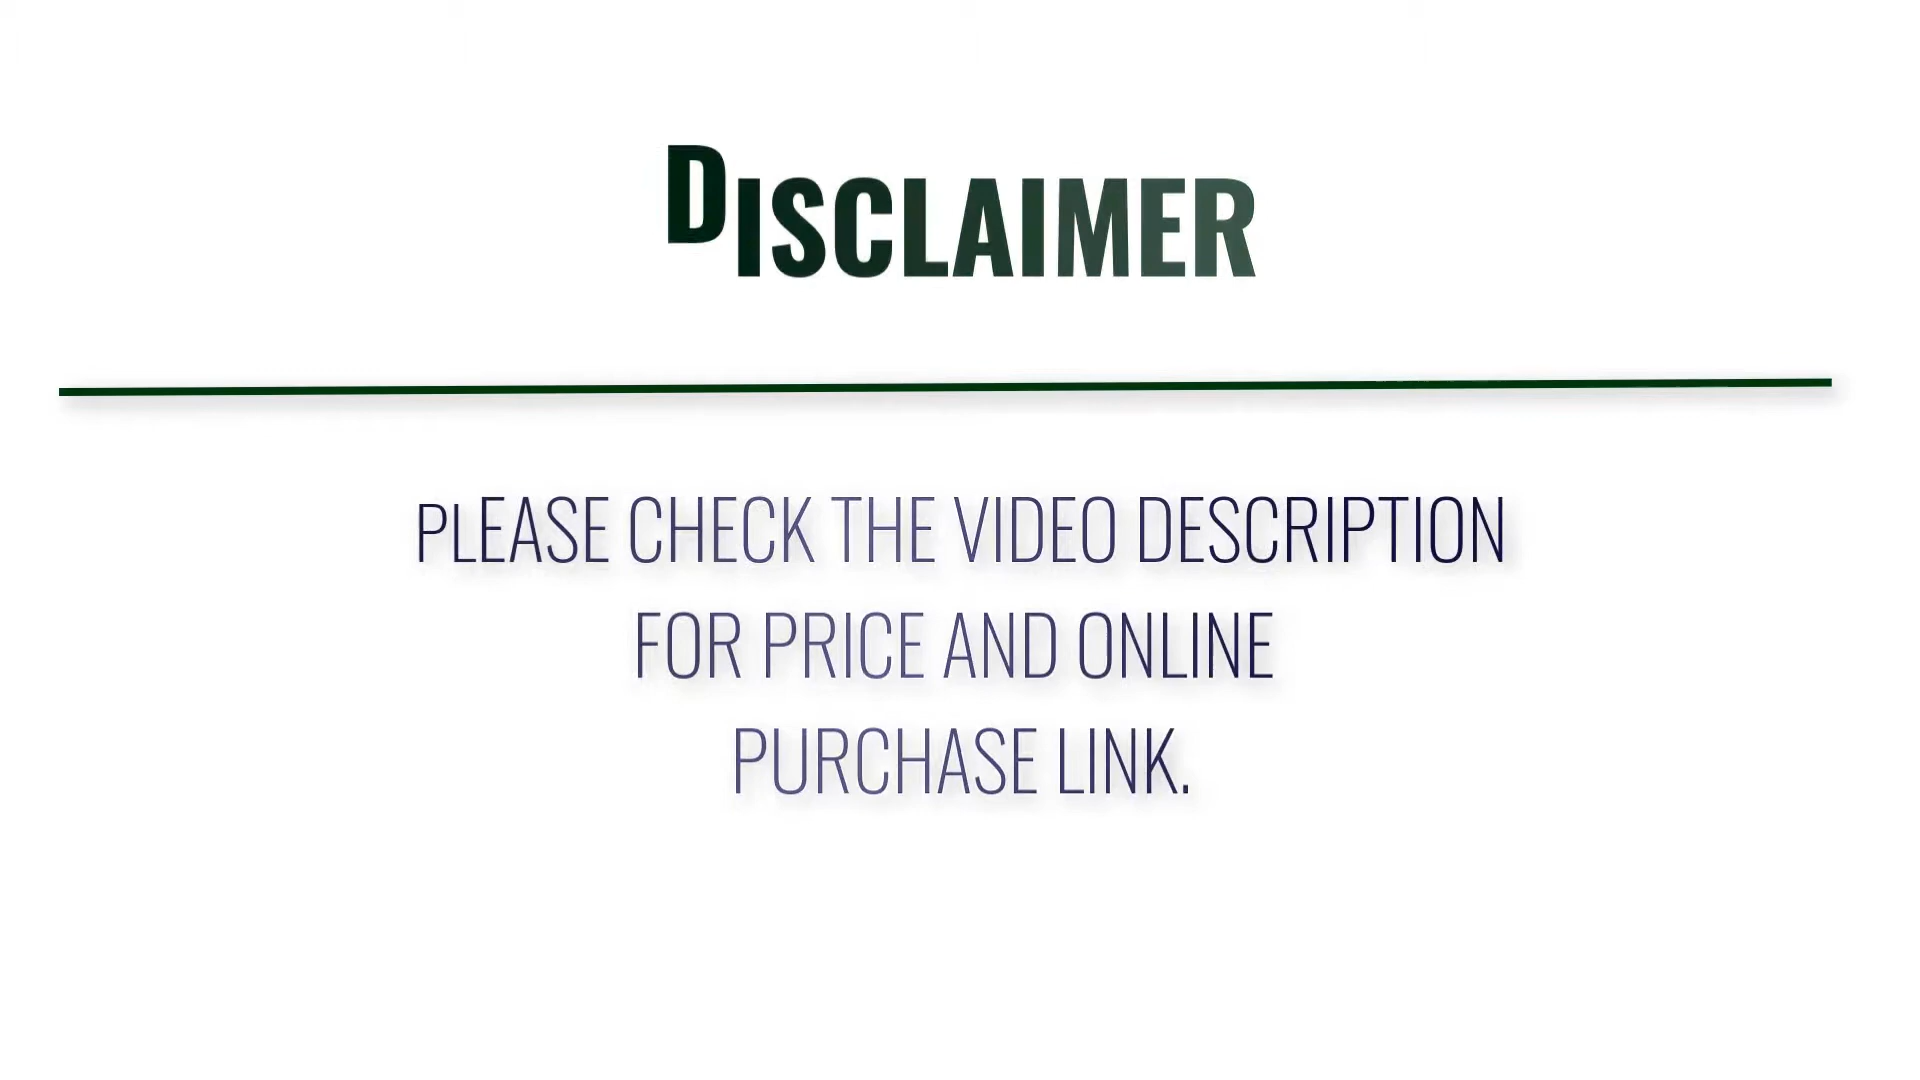 DISCLAIMER
PLEASE CHECK THE VIDEO DESCRIPTION
FOR PRICE AND ONLINE
PURCHASE LINK.